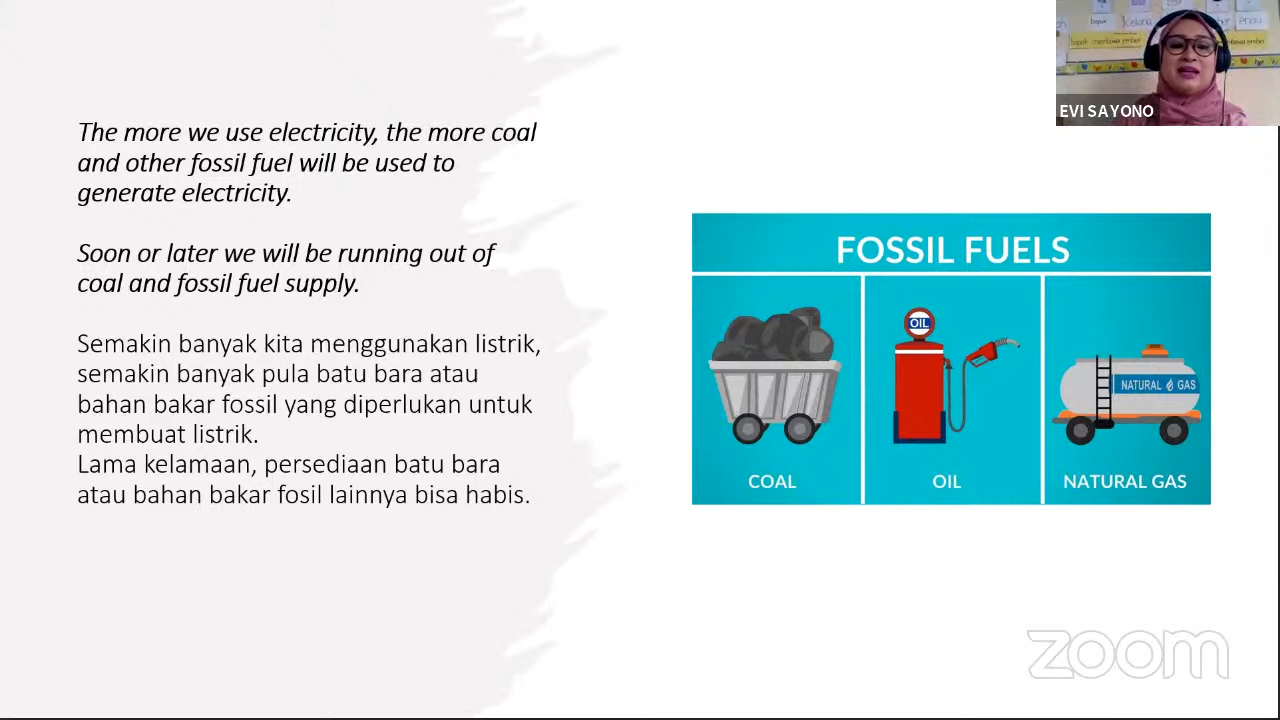 The more we use electricity, the more coal
and other fossil fuel will be used to
generate electricity.
Soon or later we will be running out of
coal and fossil fuel supply.
Semakin banyak kita menggunakan listrik,
semakin banyak pula batu bara atau
bahan bakar fossil yang diperlukan untuk
membuat listrik.
Lama kelamaan, persediaan batu bara
atau bahan bakar fosil lainnya bisa habis.
FOSSIL FUELS
OIL
NATURAL GAS
COAL
OIL
NATURAL GAS
bapak
celana
EVI SAYONO
zoom